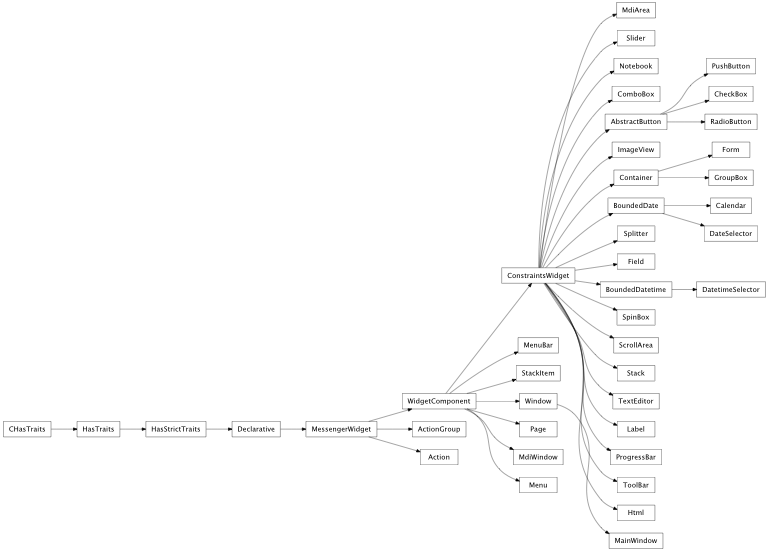 MdiArea
Slider
Notebook
PushButton
ComboBox
CheckBox
AbstractButton
RadioButton
ImageView
Form
Container
GroupBox
BoundedDate
Calendar
Splitter
DateSelector
Field
ConstraintsWidget
BoundedDatetime
DatetimeSelector
SpinBox
MenuBar
ScrollArea
StackItem
Stack
WidgetComponent
Window
TextEditor
CHasTraits
HasTraits
HasStrictTraits
Declarative
MessengerWidget
ActionGroup
Page
Label
Action
MdiWindow
ProgressBar
Menu
ToolBar
Html
MainWindow